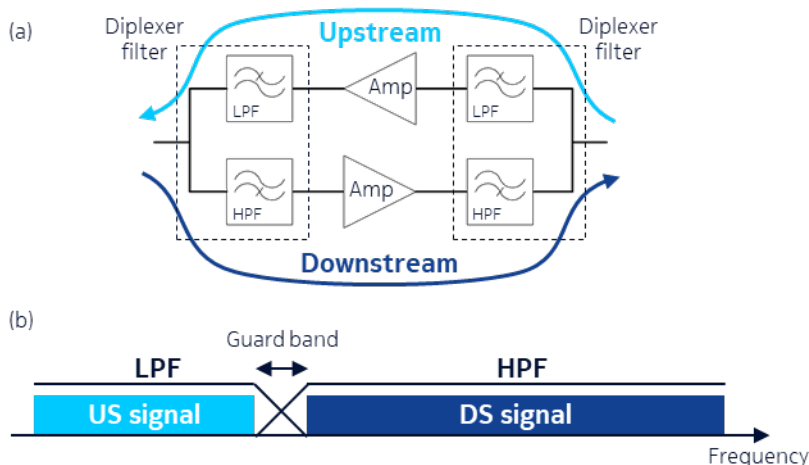 (a)
Diplexer
filter
Upstream
Diplexer
filter
LPF
Amp
LPF
HPF
Amp
HPF
Downstream
(b)
Guard band
LPF
HPF
US signal
DS signal
Frequency